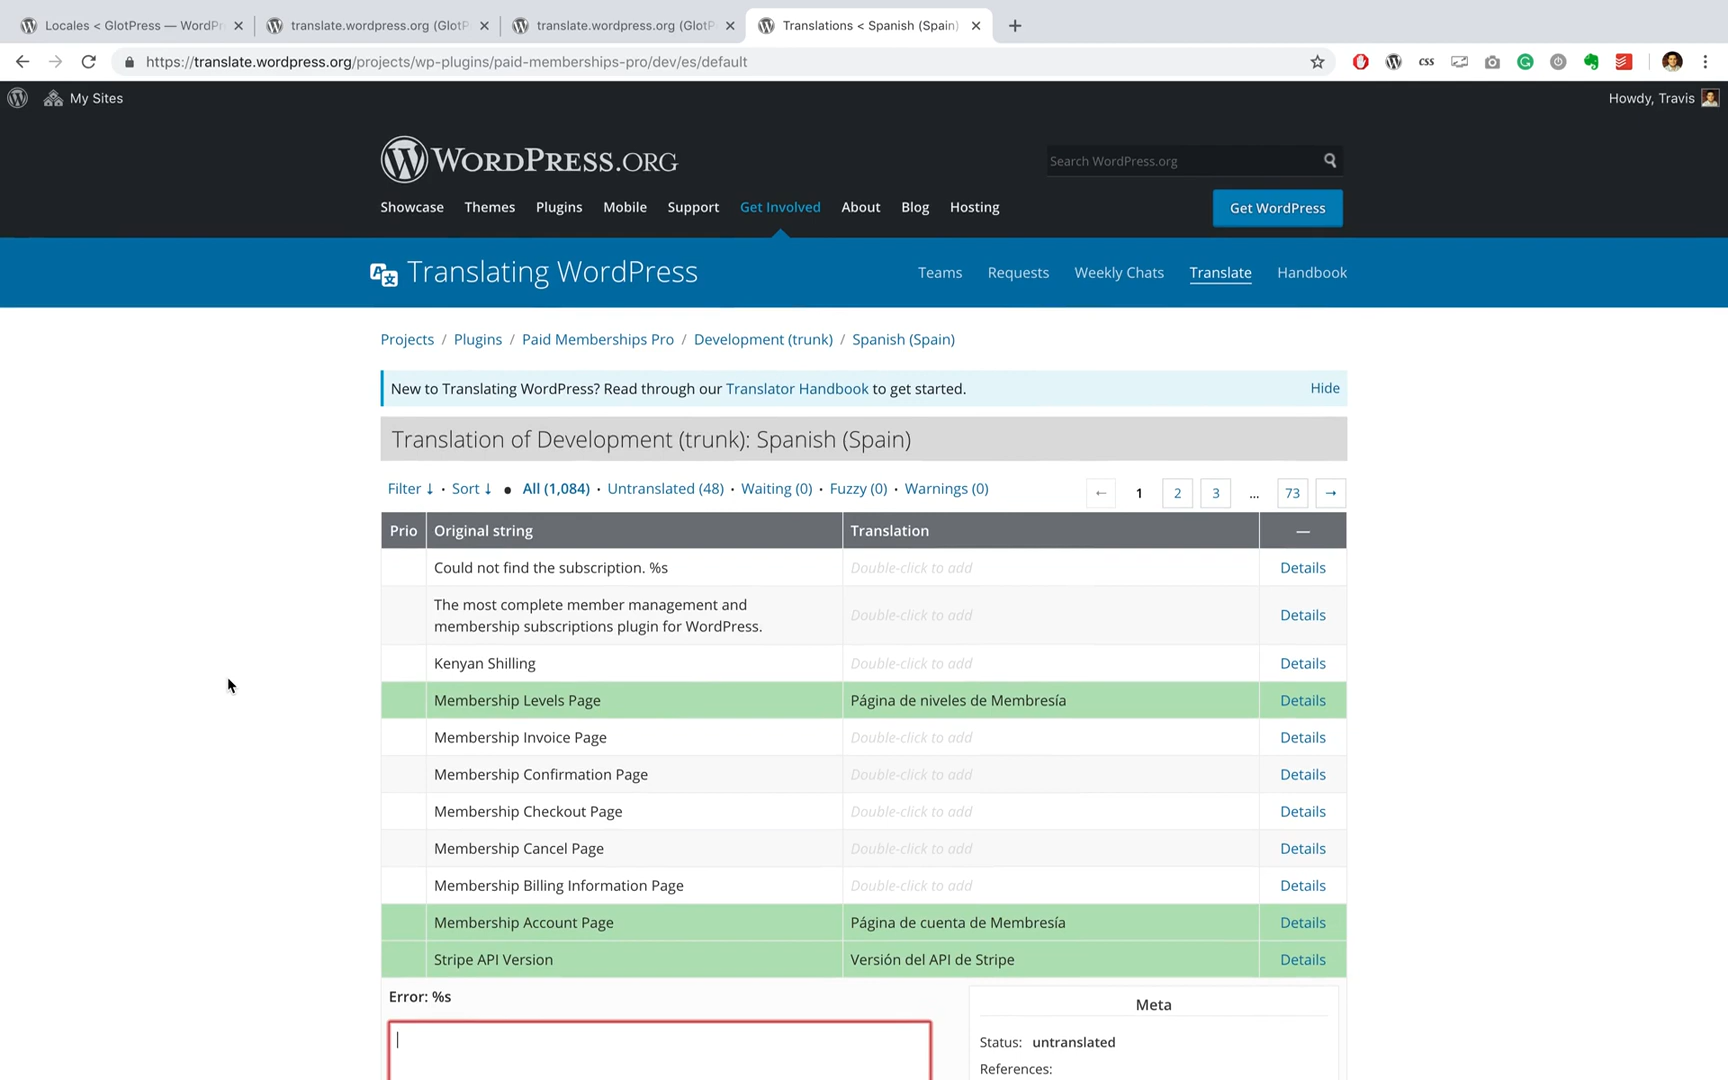 Locales < GlotPress — WordPr
translate.wordpress.org (GlotP
translate.wordpress.org (GlotP
Translations < Spanish (Spain)
https://translate.wordpress.org/projects/wp-plugins/paid-memberships-pro/dev/es/default
css
My Sites
Howdy, Travis
WORDPRESS.ORG
Search WordPress.org
Showcase Themes Plugins Mobile Support Get Involved About Blog Hosting
Get WordPress
Translating WordPress
Teams Requests Weekly Chats Translate Handbook
Projects / Plugins / Paid Memberships Pro / Development (trunk) / Spanish (Spain)
New to Translating WordPress? Read through our Translator Handbook to get started.
Hide
Translation of Development (trunk): Spanish (Spain)
Filter ↓ • Sort ↓ • All (1,084) • Untranslated (48) • Waiting (0) • Fuzzy (0) • Warnings (0)
← 1 2 3 ... 73 →
Prio Original string Translation —
Could not find the subscription. %s Double-click to add Details
The most complete member management and
membership subscriptions plugin for WordPress. Double-click to add Details
Kenyan Shilling Double-click to add Details
Membership Levels Page Página de niveles de Membresía Details
Membership Invoice Page Double-click to add Details
Membership Confirmation Page Double-click to add Details
Membership Checkout Page Double-click to add Details
Membership Cancel Page Double-click to add Details
Membership Billing Information Page Double-click to add Details
Membership Account Page Página de cuenta de Membresía Details
Stripe API Version Versión del API de Stripe Details
Error: %s
Meta
Status: untranslated
References: